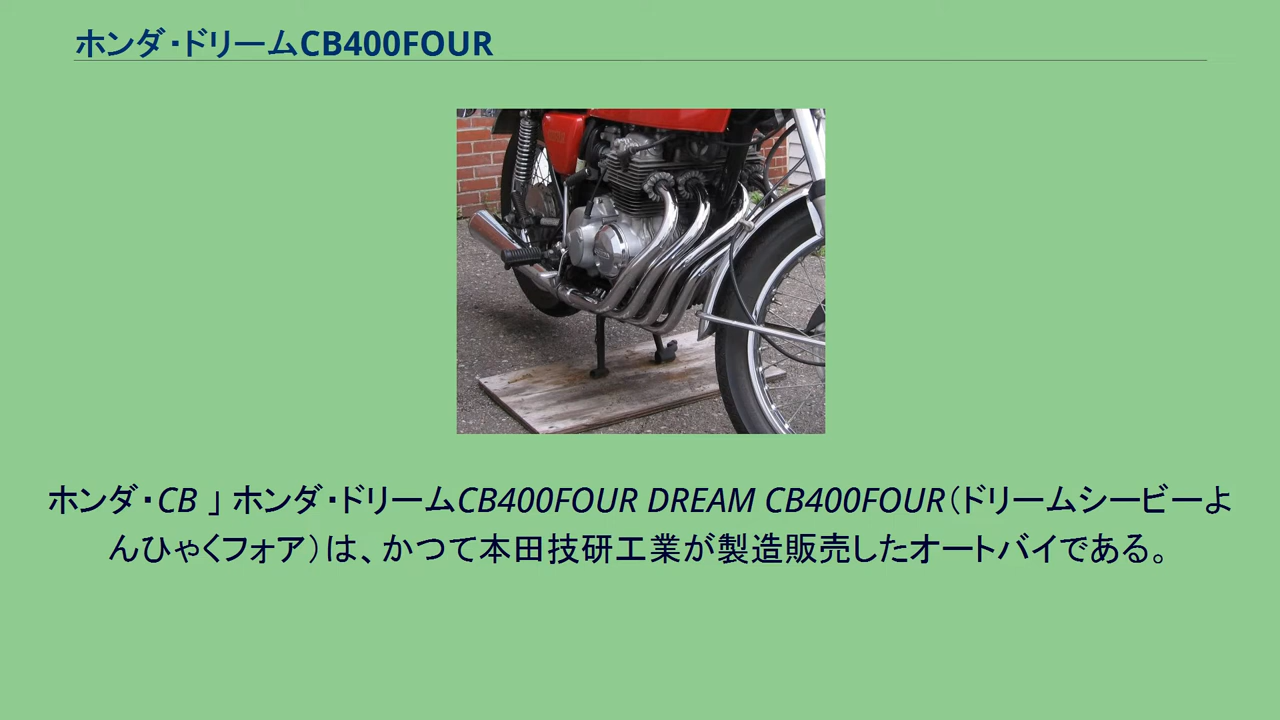 ホンダ・ドリームCB400FOUR
ホンダ・CB 」 ホンダ・ドリームCB400FOUR DREAM CB400FOUR（ドリームシービーよ
んひゃくフォア）は、かつて本田技研工業が製造販売したオートバイである。